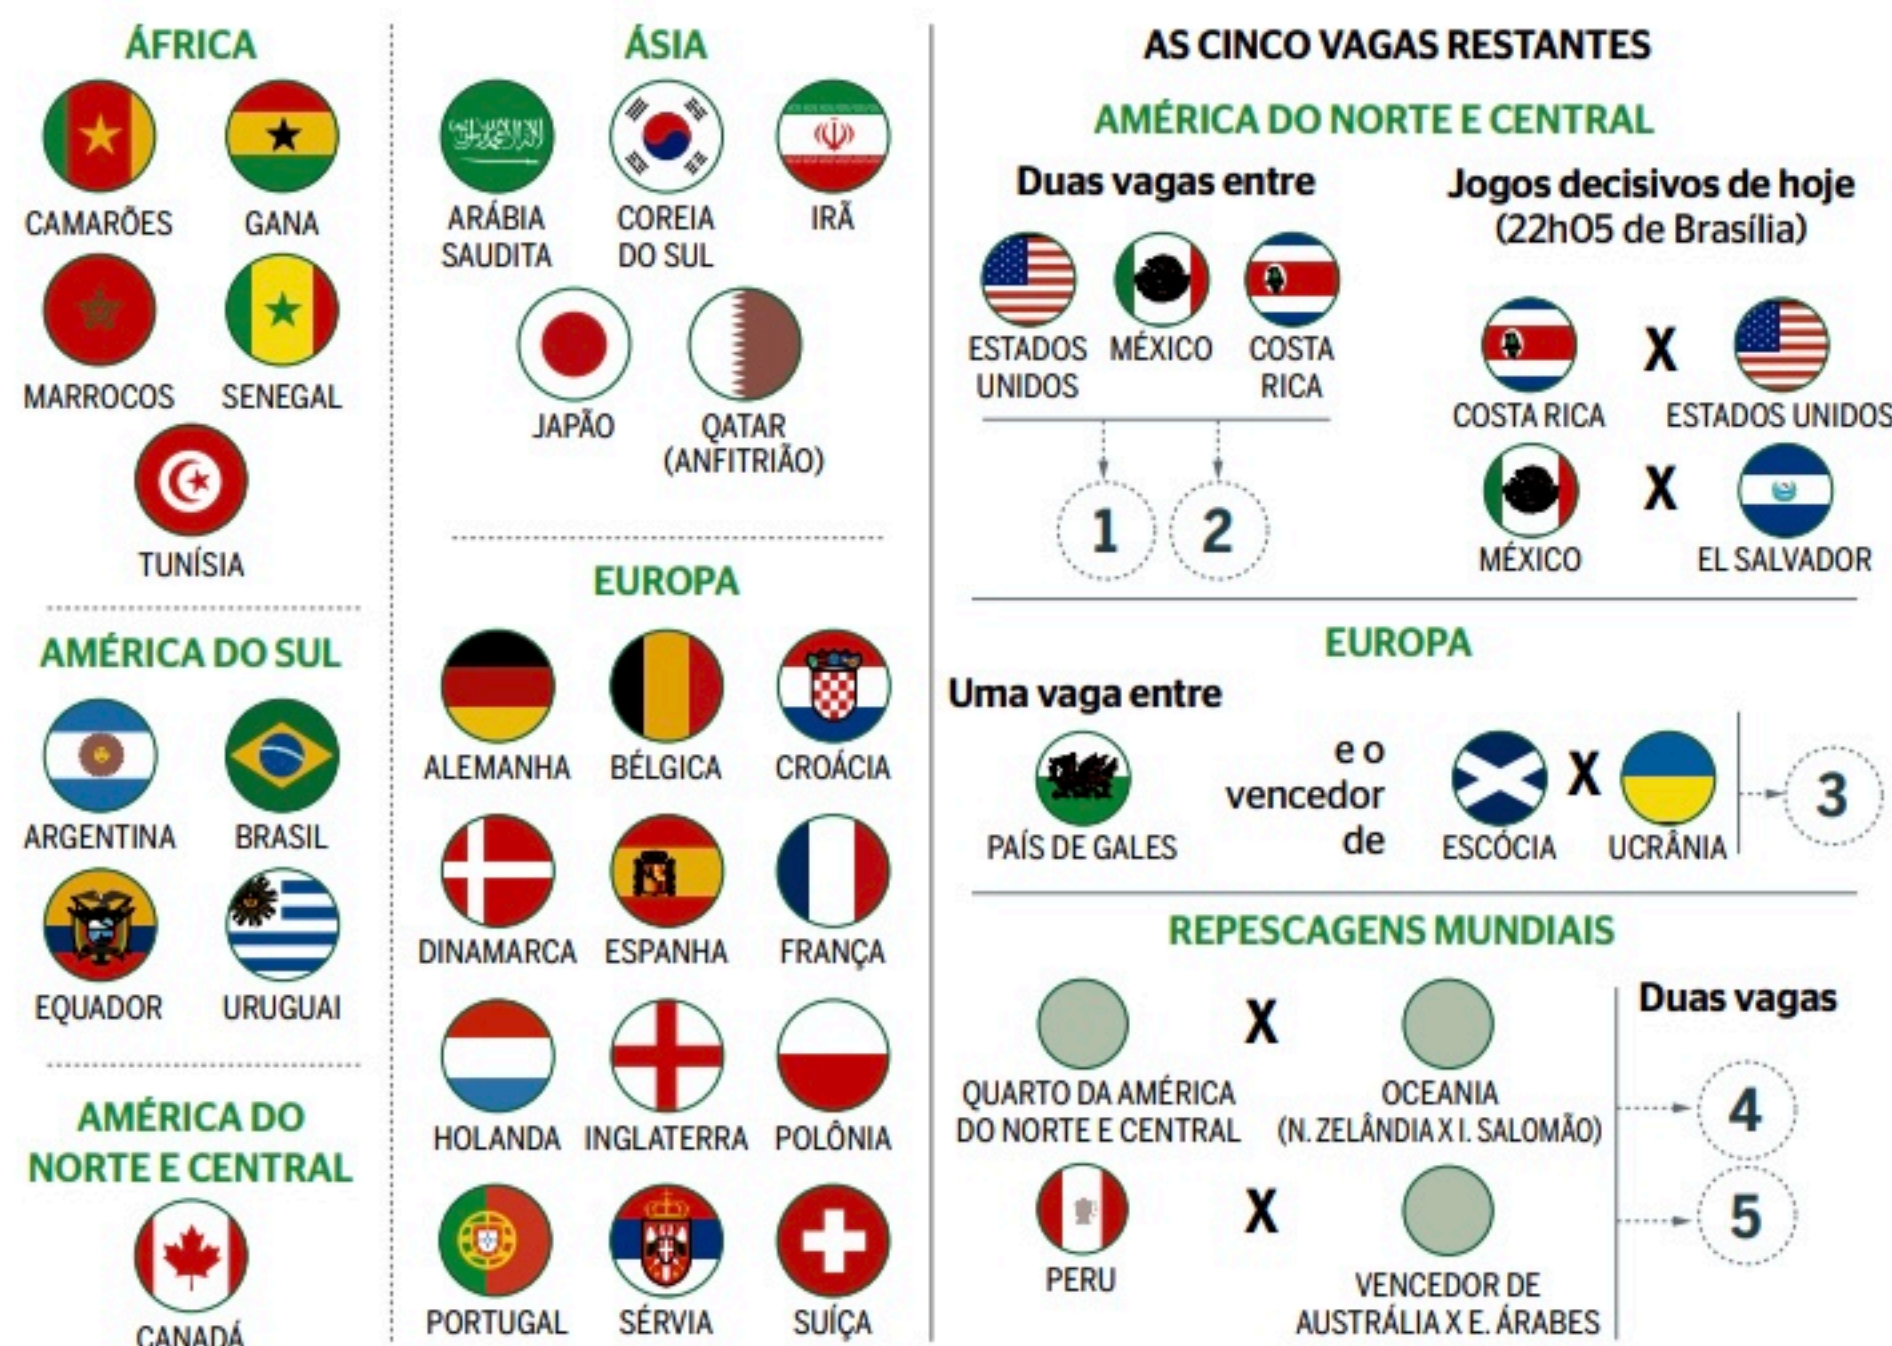 ÁFRICA
CAMARÕES
GANA
MARROCOS
SENEGAL
TUNÍSIA
AMÉRICA DO SUL
ARGENTINA
BRASIL
EQUADOR
URUGUAI
AMÉRICA DO
NORTE E CENTRAL
CANADÁ
ÁSIA
ARÁBIA
SAUDITA
COREIA
DO SUL
IRÃ
JAPÃO
QATAR
(ANFITRIÃO)
EUROPA
ALEMANHA
BÉLGICA
CROÁCIA
DINAMARCA
ESPANHA
FRANÇA
HOLANDA
INGLATERRA
POLÔNIA
PORTUGAL
SÉRVIA
SUÍÇA
AS CINCO VAGAS RESTANTES
AMÉRICA DO NORTE E CENTRAL
Duas vagas entre
ESTADOS
UNIDOS
MÉXICO
COSTA
RICA
1
2
Jogos decisivos de hoje
(22h05 de Brasília)
X
COSTA RICA
ESTADOS UNIDOS
X
MÉXICO
EL SALVADOR
EUROPA
Uma vaga entre
PAÍS DE GALES
e o
vencedor
de
X
ESCÓCIA
UCRÂNIA
3
REPESCAGENS MUNDIAIS
X
QUARTO DA AMÉRICA
DO NORTE E CENTRAL
OCEANIA
(N. ZELÂNDIA X I. SALOMÃO)
X
PERU
VENCEDOR DE
AUSTRÁLIA X E. ÁRABES
Duas vagas
4
5